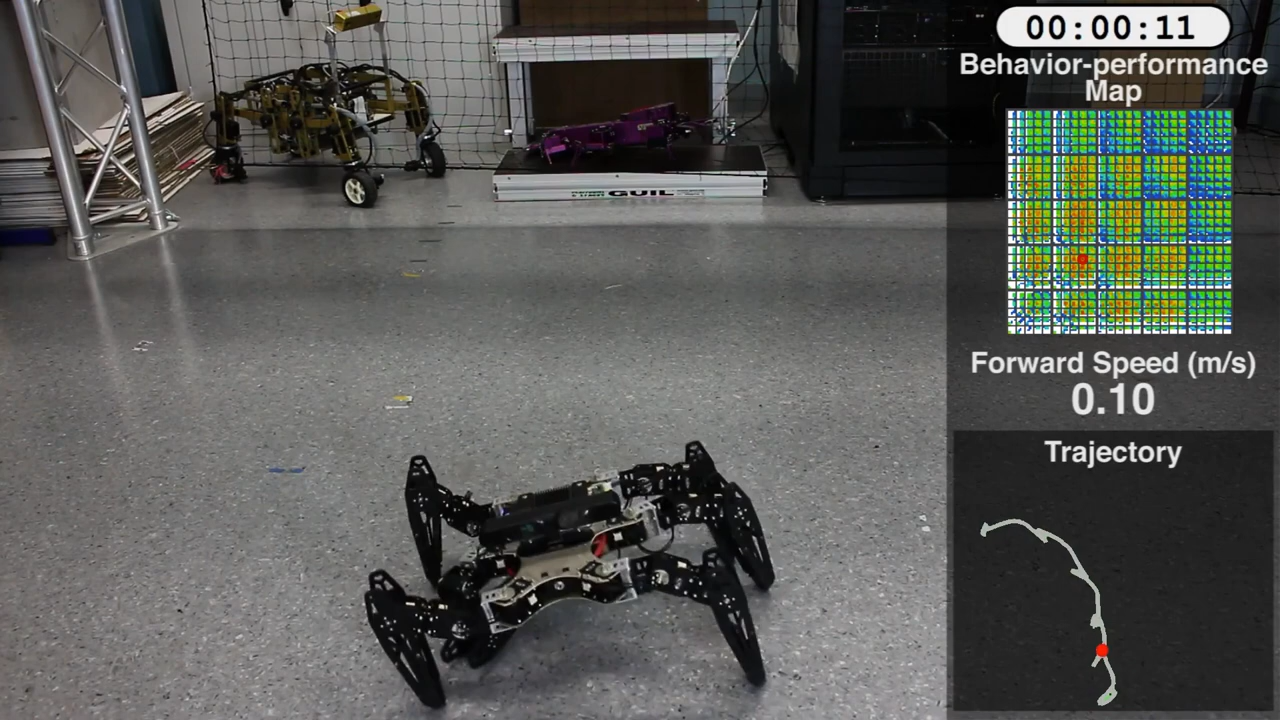 00:00:11
Behavior-performance
Map
Forward Speed (m/s)
0.10
Trajectory
GUIL